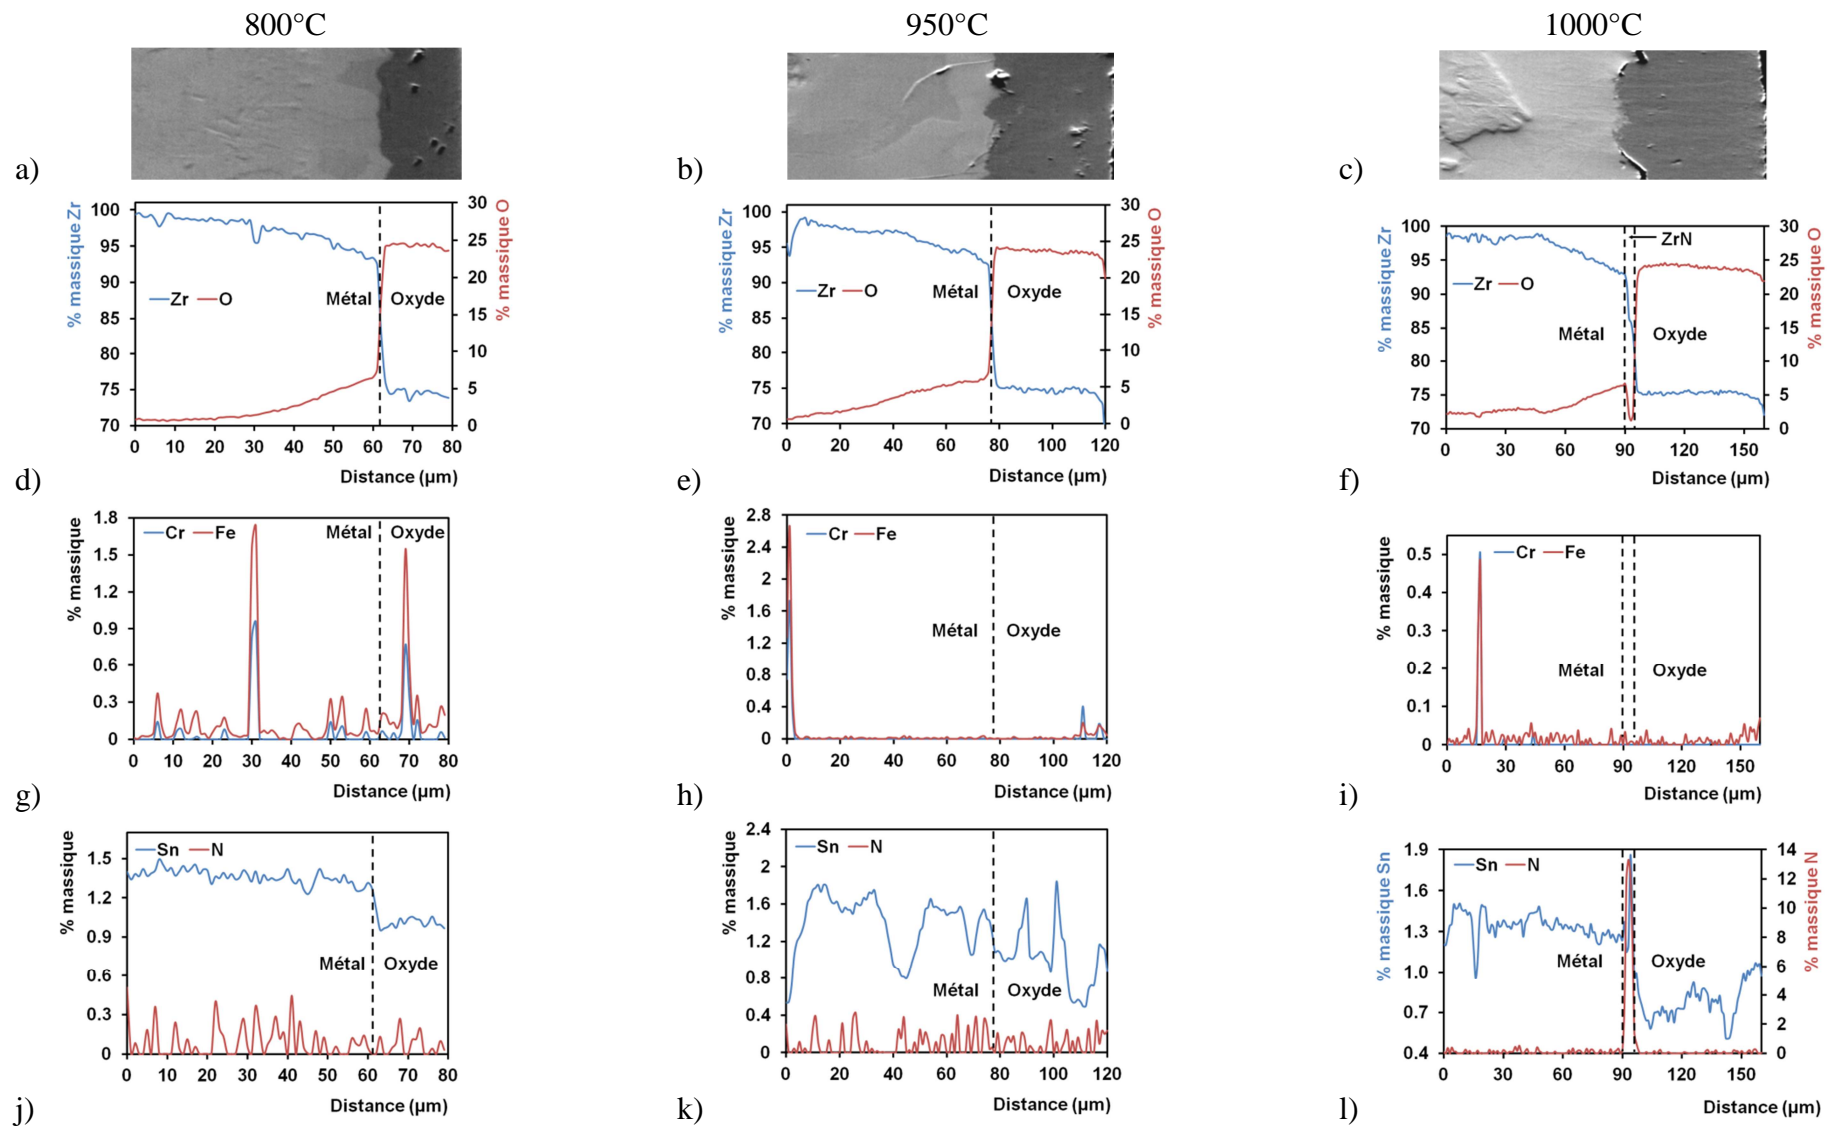 800°C
950°C
1000°C
a)
b)
c)
% massique Zr
100
95
90
85
80
75
70
Zr
O
Métal
Oxyde
30
25
20
15
10
5
0
% massique O
0 10 20 30 40 50 60 70 80
Distance (µm)
% massique Zr
100
95
90
85
80
75
70
Zr
O
Métal
Oxyde
30
25
20
15
10
5
0
% massique O
0 20 40 60 80 100 120
Distance (µm)
% massique Zr
100
95
90
85
80
75
70
ZrN
Zr
O
Métal
Oxyde
30
25
20
15
10
5
0
% massique O
0 30 60 90 120 150
Distance (µm)
d)
e)
f)
% massique
1.8
1.5
1.2
0.9
0.6
0.3
0
Cr
Fe
Métal
Oxyde
0 10 20 30 40 50 60 70 80
Distance (µm)
% massique
2.8
2.4
2
1.6
1.2
0.8
0.4
0
Cr
Fe
Métal
Oxyde
0 20 40 60 80 100 120
Distance (µm)
% massique
0.5
0.4
0.3
0.2
0.1
0
Cr
Fe
Métal
Oxyde
0 30 60 90 120 150
Distance (µm)
g)
h)
i)
% massique
1.5
1.2
0.9
0.6
0.3
0
Sn
N
Métal
Oxyde
0 10 20 30 40 50 60 70 80
Distance (µm)
% massique
2.4
2
1.6
1.2
0.8
0.4
0
Sn
N
Métal
Oxyde
0 20 40 60 80 100 120
Distance (µm)
% massique Sn
1.9
1.6
1.3
1.0
0.7
0.4
Sn
N
Métal
Oxyde
14
12
10
8
6
4
2
0
% massique N
0 30 60 90 120 150
Distance (µm)
j)
k)
l)